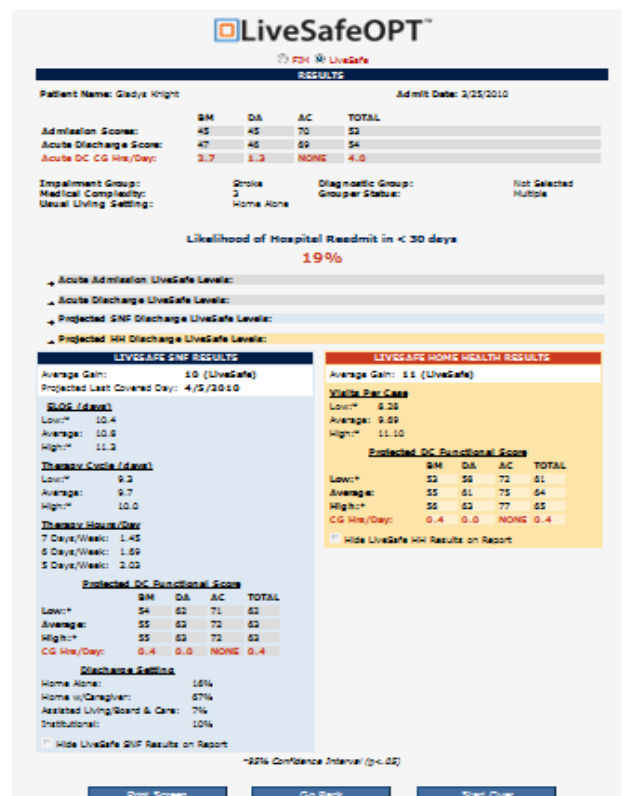 LiveSafeOPT™
FIM LiveSafe
RESULTS
Patient Name: Gladys Knight Admit Date: 3/25/2010
BM DA AC TOTAL
Admission Scores: 45 45 70 53
Acute Discharge Score: 47 46 69 54
Acute DC CG Hrs/Day: 2.7 1.3 NONE 4.0
Impairment Group: Stroke Diagnostic Group: Not Selected
Medical Complexity: 3 Grouper Status: Multiple
Usual Living Setting: Home Alone
Likelihood of Hospital Readmit in < 30 days
19%
Acute Admission LiveSafe Levels:
Acute Discharge LiveSafe Levels:
Projected SNF Discharge LiveSafe Levels:
Projected HH Discharge LiveSafe Levels:
LIVESAFE SNF RESULTS
Average Gain: 10 (LiveSafe)
Projected Last Covered Day: 4/5/2010
SLOS (days)
Low:* 10.4
Average: 10.8
High:* 11.3
Therapy Cycle (days)
Low:* 9.3
Average: 9.7
High:* 10.0
Therapy Hours/Day
7 Days/Week: 1.45
6 Days/Week: 1.69
5 Days/Week: 2.03
Projected DC Functional Score
BM DA AC TOTAL
Low:* 54 62 71 62
Average: 55 63 72 63
High:* 55 63 72 63
CG Hrs/Day: 0.4 0.0 NONE 0.4
Discharge Setting
Home Alone: 16%
Home w/Caregiver: 67%
Assisted Living/Board & Care: 7%
Institutional: 10%
Hide LiveSafe SNF Results on Report
LIVESAFE HOME HEALTH RESULTS
Average Gain: 11 (LiveSafe)
Visits Per Case
Low:* 8.28
Average: 9.69
High:* 11.10
Projected DC Functional Score
BM DA AC TOTAL
Low:* 53 58 72 61
Average: 55 61 75 64
High:* 56 63 77 65
CG Hrs/Day: 0.4 0.0 NONE 0.4
Hide LiveSafe HH Results on Report
*95% Confidence Interval (p<.05)
Print Screen Go Back Start Over